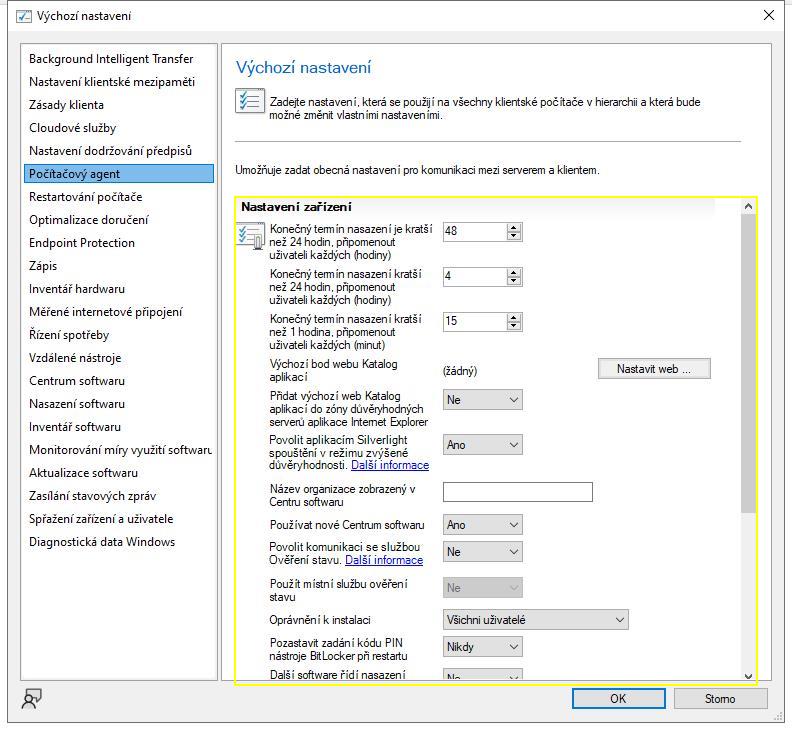 Výchozí nastavení
Background Intelligent Transfer
Nastavení klientské mezipaměti
Zásady klienta
Cloudové služby
Nastavení dodržování předpisů
Počítačový agent
Restartování počítače
Optimalizace doručení
Endpoint Protection
Zápis
Inventář hardwaru
Měřené internetové připojení
Řízení spotřeby
Vzdálené nástroje
Centrum softwaru
Nasazení softwaru
Inventář softwaru
Monitorování míry využití softwaru
Aktualizace softwaru
Zasílání stavových zpráv
Spřažení zařízení a uživatele
Diagnostická data Windows
Výchozí nastavení
Zadejte nastavení, která se použijí na všechny klientské počítače v hierarchii a která bude
možné změnit vlastními nastaveními.
Umožňuje zadat obecná nastavení pro komunikaci mezi serverem a klientem.
Nastavení zařízení
Konečný termín nasazení je kratší
než 24 hodin, připomenout
uživateli každých (hodiny)
48
Konečný termín nasazení kratší
než 24 hodin, připomenout
uživateli každých (hodiny)
4
Konečný termín nasazení kratší
než 1 hodina, připomenout
uživateli každých (minut)
15
Výchozí bod webu Katalog
aplikací
(žádný)
Nastavit web ...
Přidat výchozí web Katalog
aplikací do zóny důvěryhodných
serverů aplikace Internet Explorer
Ne
Povolit aplikacím Silverlight
spouštění v režimu zvýšené
důvěryhodnosti. Další informace
Ano
Název organizace zobrazený v
Centru softwaru
Používat nové Centrum softwaru
Ano
Povolit komunikaci se službou
Ověření stavu. Další informace
Ne
Použít místní službu ověření
stavu
Ne
Oprávnění k instalaci
Všichni uživatelé
Pozastavit zadání kódu PIN
nástroje BitLocker při restartu
Nikdy
Další software řídí nasazení
Ne
OK
Storno